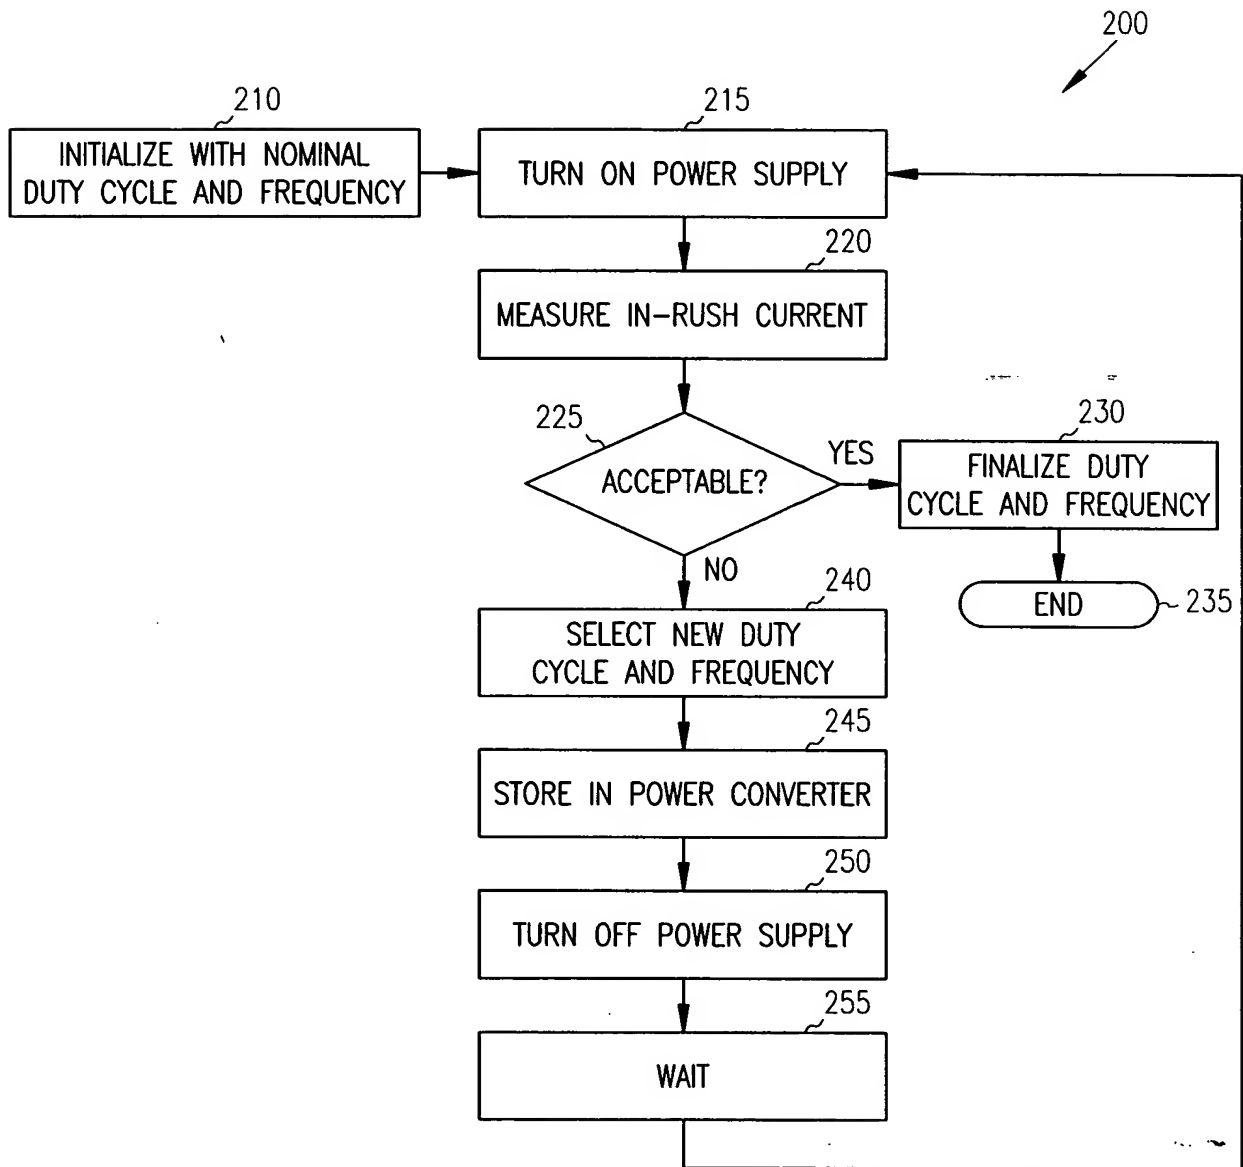 200
210
INITIALIZE WITH NOMINAL
DUTY CYCLE AND FREQUENCY
215
TURN ON POWER SUPPLY
220
MEASURE IN-RUSH CURRENT
225
ACCEPTABLE?
YES
230
FINALIZE DUTY
CYCLE AND FREQUENCY
END
235
NO
240
SELECT NEW DUTY
CYCLE AND FREQUENCY
245
STORE IN POWER CONVERTER
250
TURN OFF POWER SUPPLY
255
WAIT